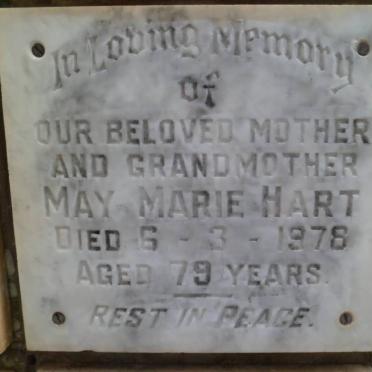 In Loving Memory
of
OUR BELOVED MOTHER
AND GRANDMOTHER
MAY MARIE HART
DIED 6 - 3 - 1978
AGED 79 YEARS.
REST IN PEACE.